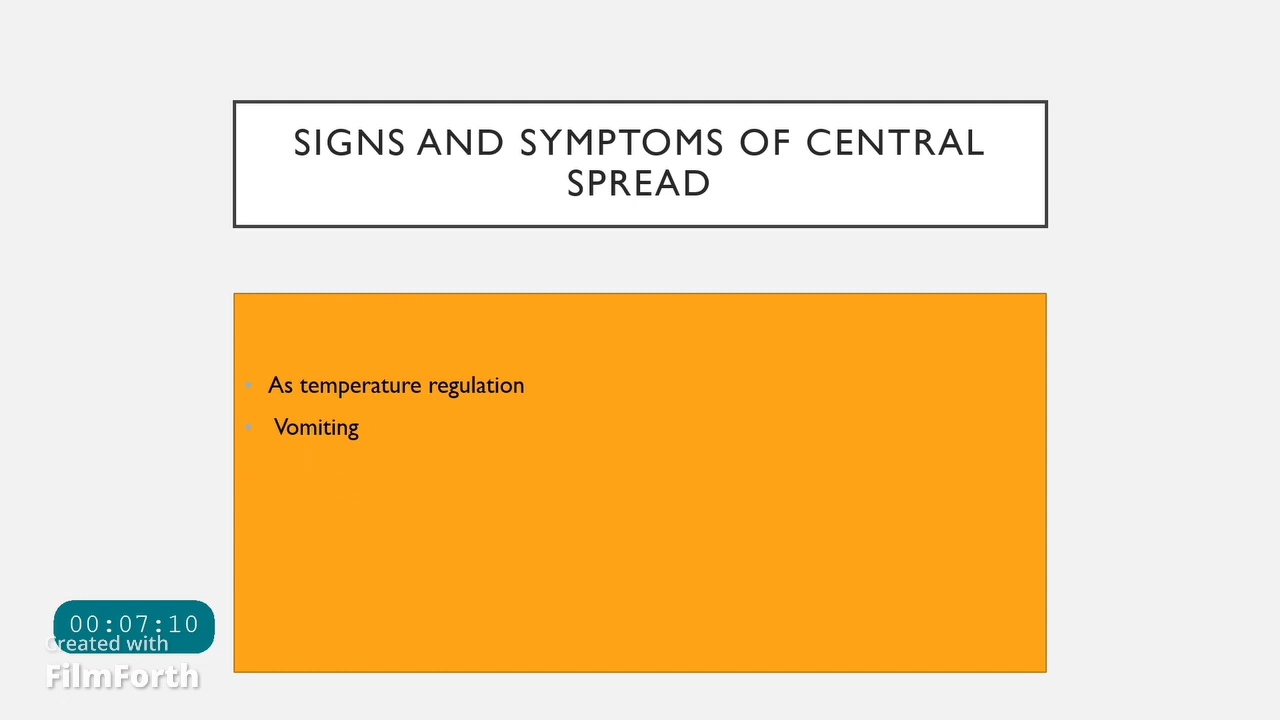 SIGNS AND SYMPTOMS OF CENTRAL
SPREAD
• As temperature regulation
• Vomiting
00:07:10
Created with
FilmForth